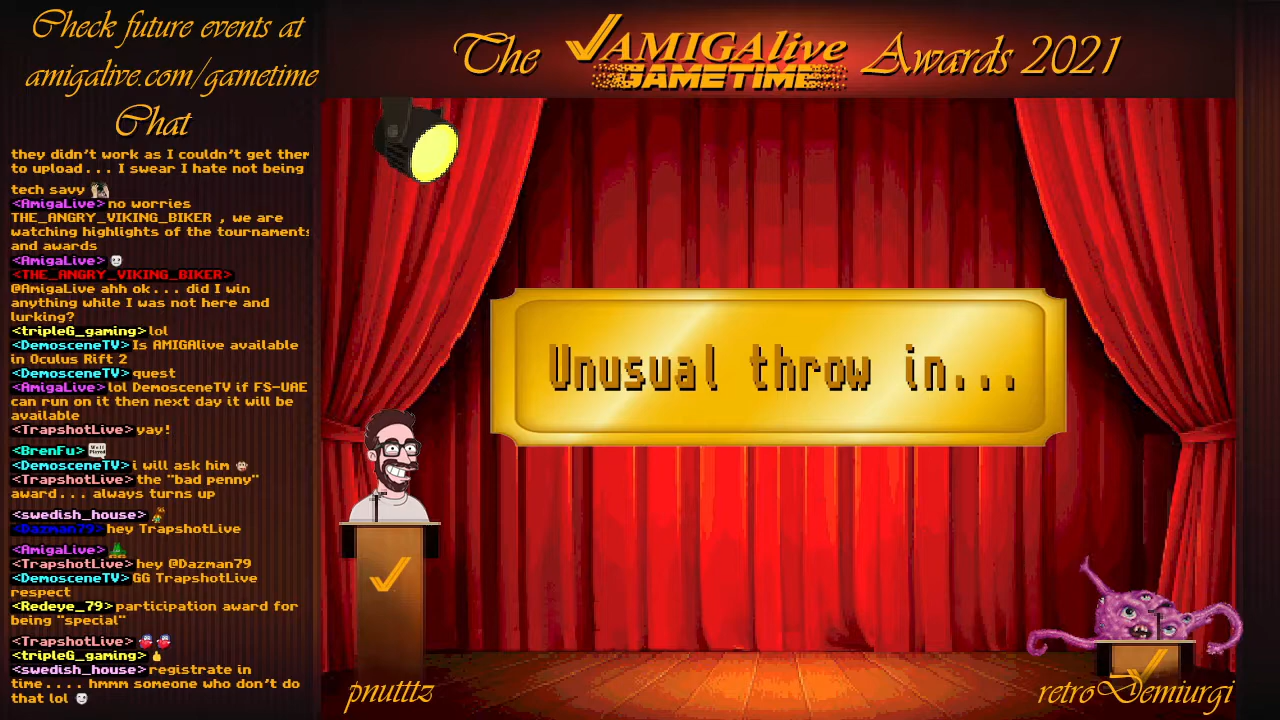 Check future events at
amigalive.com/gametime
Chat
they didn't work as I couldn't get them
to upload... I swear I hate not being
tech savy
<AmigaLive> no worries
THE_ANGRY_VIKING_BIKER , we are
watching highlights of the tournaments
and awards
<AmigaLive>
<THE_ANGRY_VIKING_BIKER>
@AmigaLive ahh ok... did I win
anything while I was not here and
lurking?
<tripleG_gaming> lol
<DemosceneTV> Is AMIGAlive available
in Oculus Rift 2
<DemosceneTV> quest
<AmigaLive> lol DemosceneTV if FS-UAE
can run on it then next day it will be
available
<TrapshotLive> yay!
<BrenFu>
<DemosceneTV> i will ask him
<TrapshotLive> the "bad penny"
award... always turns up
<swedish_house>
<Dazman79> hey TrapshotLive
<AmigaLive>
<TrapshotLive> hey @Dazman79
<DemosceneTV> GG TrapshotLive
respect
<Redeye_79> participation award for
being "special"
<TrapshotLive>
<tripleG_gaming>
<swedish_house> registrate in
time.... hmmm someone who don't do
that lol
The AMIGAlive GAMETIME Awards 2021
Unusual throw in...
pnutttz
retroDemiurgi